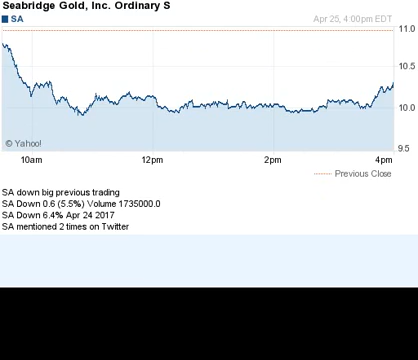 Seabridge Gold, Inc. Ordinary S
SA
Apr 25, 4:00pm EDT
11.0
10.5
10.0
© Yahoo!
9.5
10am 12pm 2pm 4pm
Previous Close
SA down big previous trading
SA Down 0.6 (5.5%) Volume 1735000.0
SA Down 6.4% Apr 24 2017
SA mentioned 2 times on Twitter